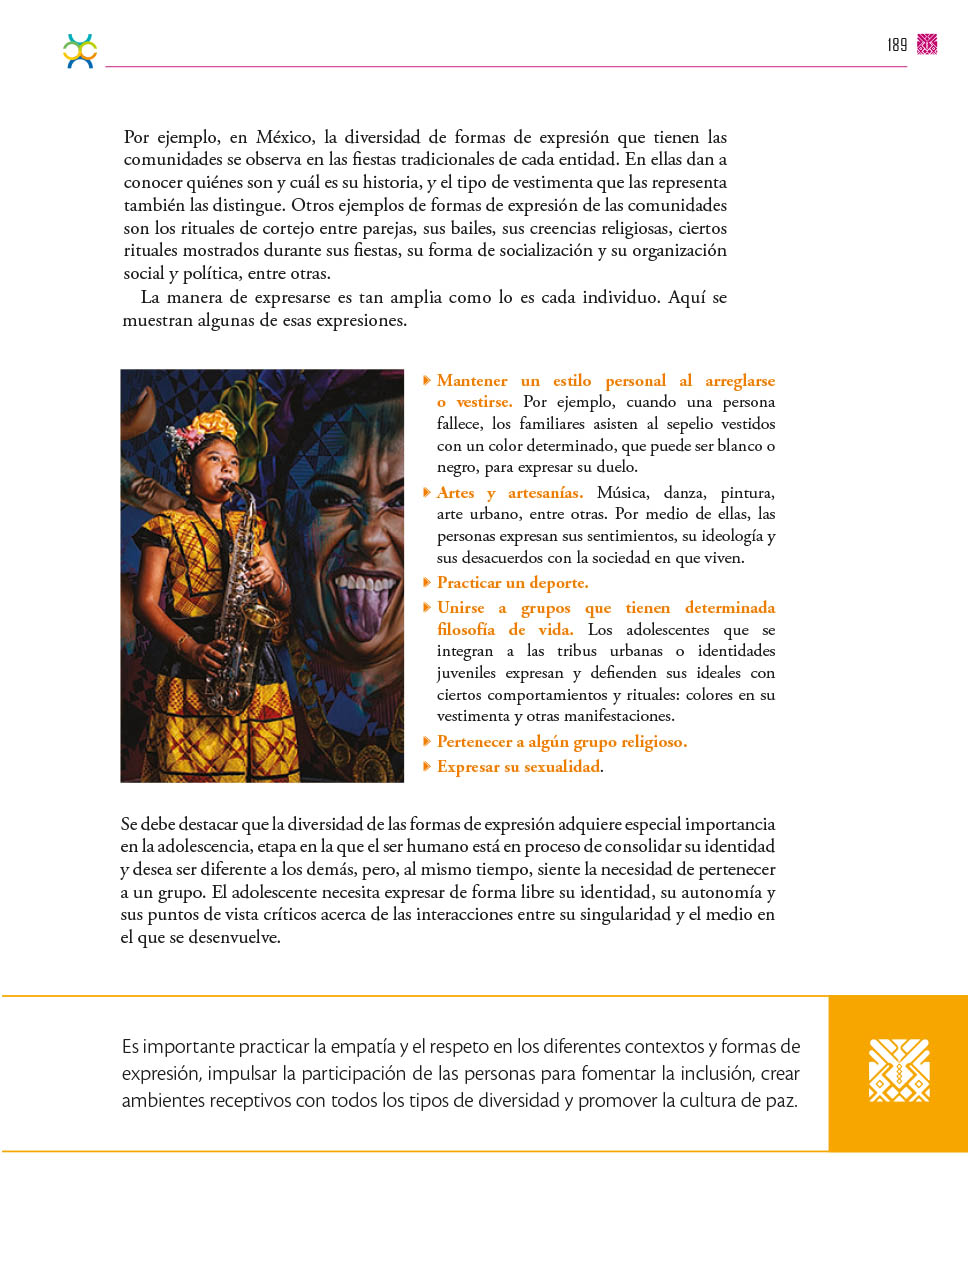 189
Por ejemplo, en México, la diversidad de formas de expresión que tienen las
comunidades se observa en las fiestas tradicionales de cada entidad. En ellas dan a
conocer quiénes son y cuál es su historia, y el tipo de vestimenta que las representa
también las distingue. Otros ejemplos de formas de expresión de las comunidades
son los rituales de cortejo entre parejas, sus bailes, sus creencias religiosas, ciertos
rituales mostrados durante sus fiestas, su forma de socialización y su organización
social y política, entre otras.
La manera de expresarse es tan amplia como lo es cada individuo. Aquí se
muestran algunas de esas expresiones.
Mantener un estilo personal al arreglarse
o vestirse. Por ejemplo, cuando una persona
fallece, los familiares asisten al sepelio vestidos
con un color determinado, que puede ser blanco o
negro, para expresar su duelo.
Artes y artesanías. Música, danza, pintura,
arte urbano, entre otras. Por medio de ellas, las
personas expresan sus sentimientos, su ideología y
sus desacuerdos con la sociedad en que viven.
Practicar un deporte.
Unirse a grupos que tienen determinada
filosofía de vida. Los adolescentes que se
integran a las tribus urbanas o identidades
juveniles expresan y defienden sus ideales con
ciertos comportamientos y rituales: colores en su
vestimenta y otras manifestaciones.
Pertenecer a algún grupo religioso.
Expresar su sexualidad.
Se debe destacar que la diversidad de las formas de expresión adquiere especial importancia
en la adolescencia, etapa en la que el ser humano está en proceso de consolidar su identidad
y desea ser diferente a los demás, pero, al mismo tiempo, siente la necesidad de pertenecer
a un grupo. El adolescente necesita expresar de forma libre su identidad, su autonomía y
sus puntos de vista críticos acerca de las interacciones entre su singularidad y el medio en
el que se desenvuelve.
Es importante practicar la empatía y el respeto en los diferentes contextos y formas de
expresión, impulsar la participación de las personas para fomentar la inclusión, crear
ambientes receptivos con todos los tipos de diversidad y promover la cultura de paz.